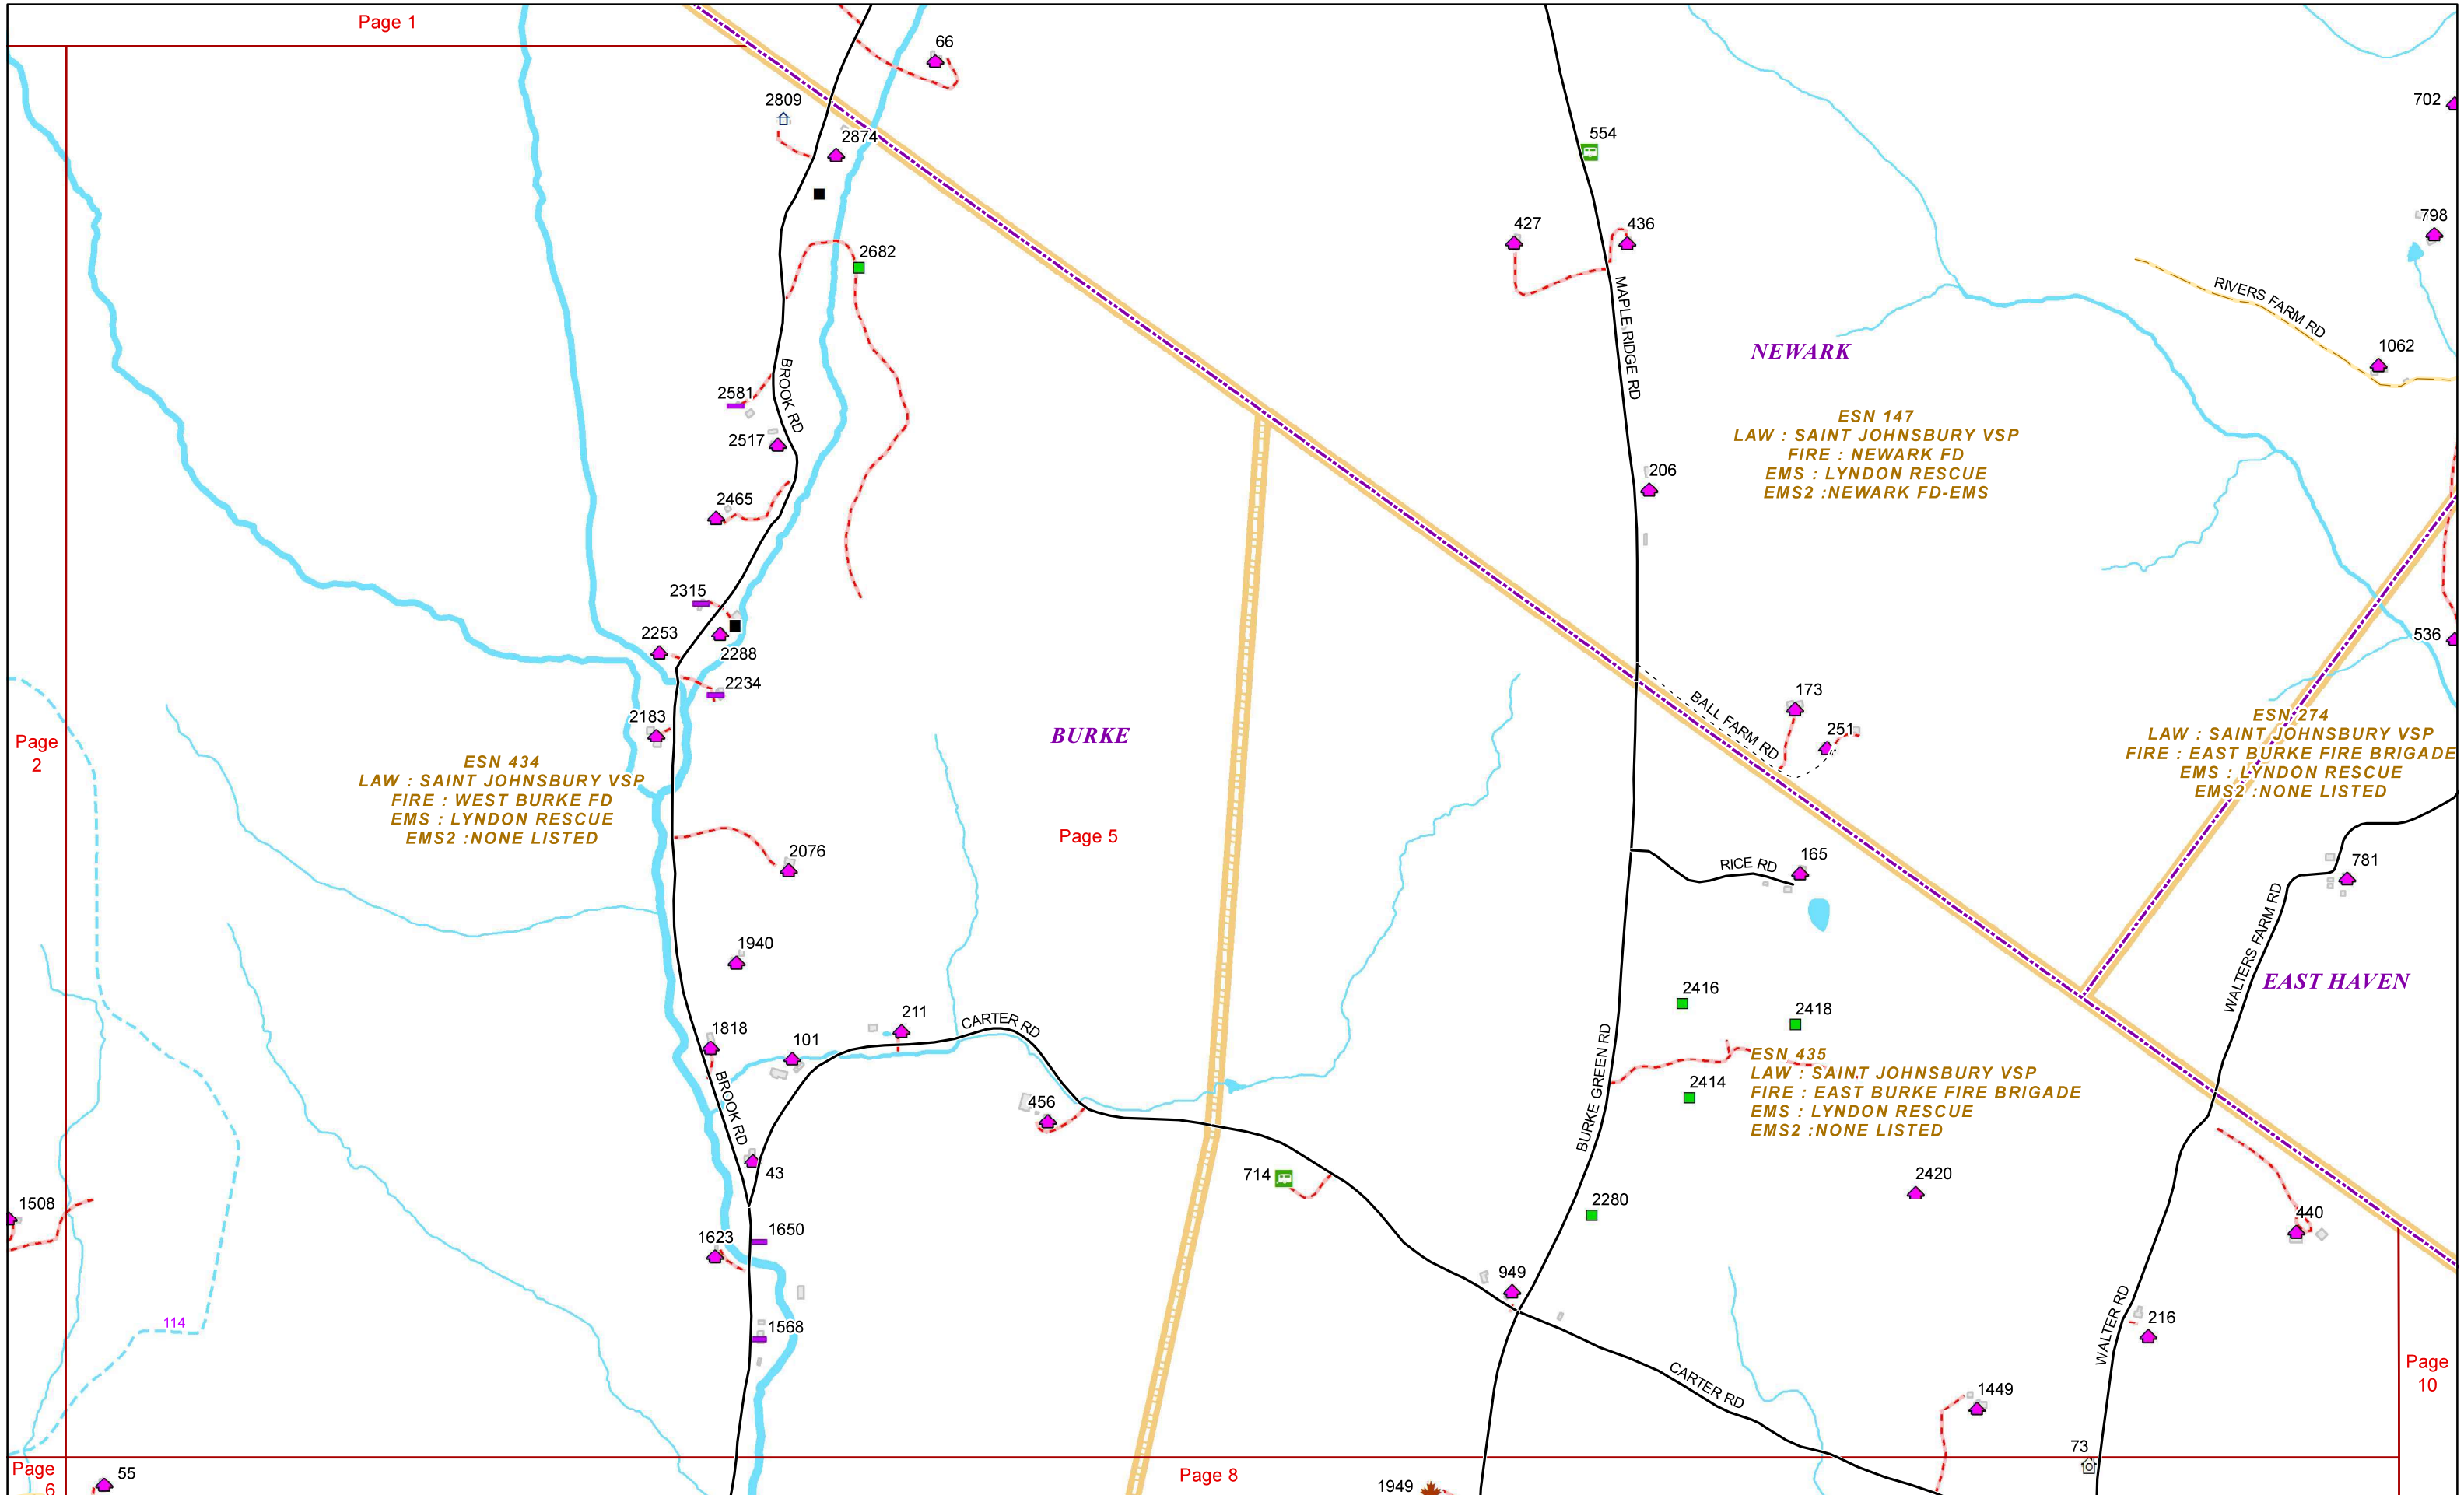 Page 1
66
2809
2874
702
554
798
427
436
2682
RIVERS FARM RD
MAPLE RIDGE RD
NEWARK
1062
BROOK RD
2581
2517
ESN 147
LAW : SAINT JOHNSBURY VSP
FIRE : NEWARK FD
EMS : LYNDON RESCUE
EMS2 :NEWARK FD-EMS
206
2465
2315
2253
2288
536
2234
173
BALL FARM RD
251
2183
BURKE
Page
2
ESN 434
LAW : SAINT JOHNSBURY VSP
FIRE : WEST BURKE FD
EMS : LYNDON RESCUE
EMS2 :NONE LISTED
ESN 274
LAW : SAINT JOHNSBURY VSP
FIRE : EAST BURKE FIRE BRIGADE
EMS : LYNDON RESCUE
EMS2 :NONE LISTED
Page 5
2076
RICE RD
165
781
WALTERS FARM RD
1940
EAST HAVEN
2416
2418
211
CARTER RD
1818
101
BURKE GREEN RD
ESN 435
LAW : SAINT JOHNSBURY VSP
FIRE : EAST BURKE FIRE BRIGADE
EMS : LYNDON RESCUE
EMS2 :NONE LISTED
2414
456
BROOK RD
43
714
2420
2280
1508
1650
1623
440
949
114
1568
WALTER RD
216
Page
10
CARTER RD
1449
73
Page
6
55
Page 8
1949